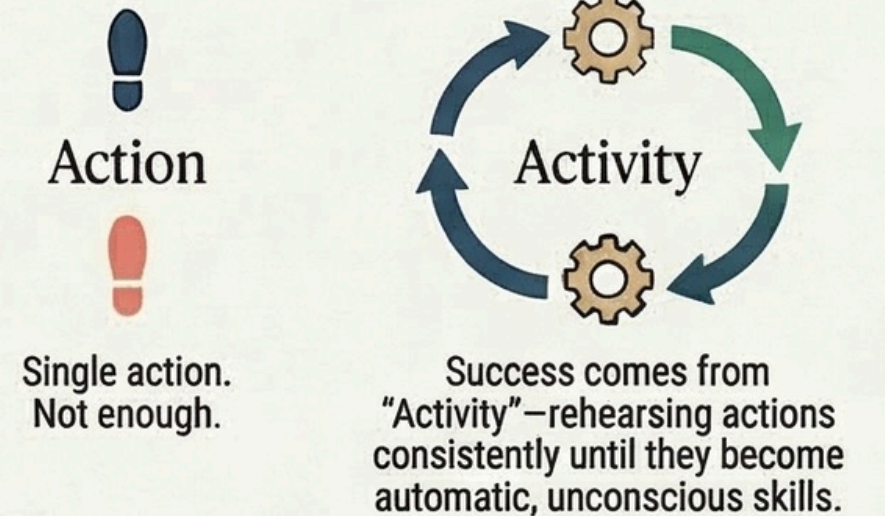 Action
Single action.
Not enough.
Activity
Success comes from
“Activity”—rehearsing actions
consistently until they become
automatic, unconscious skills.